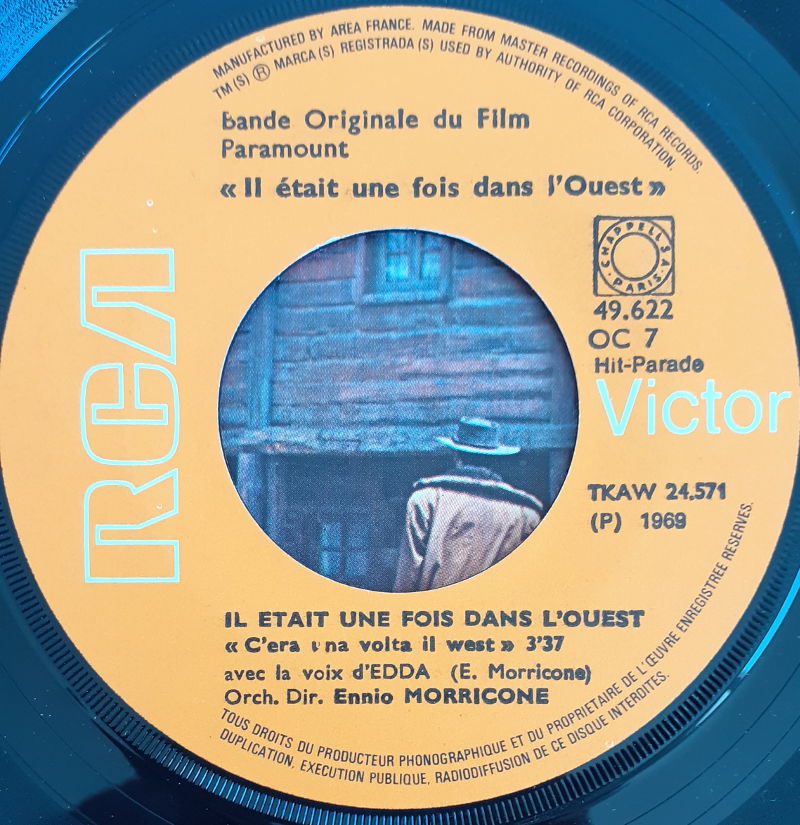 MANUFACTURED BY AREA FRANCE. MADE FROM MASTER RECORDINGS OF RCA RECORDS.
TM(S) ® MARCA(S) REGISTRADA(S) USED BY AUTHORITY OF RCA CORPORATION.
Bande Originale du Film
Paramount
« Il était une fois dans l'Ouest »
CHAPPELL S.A.
PARIS
49.622
OC 7
Hit-Parade
RCA
Victor
TKAW 24.571
(P) 1969
IL ETAIT UNE FOIS DANS L'OUEST
« C'era una volta il west » 3'37
avec la voix d'EDDA (E. Morricone)
Orch. Dir. Ennio MORRICONE
TOUS DROITS DU PRODUCTEUR PHONOGRAPHIQUE ET DU PROPRIETAIRE DE L'ŒUVRE ENREGISTREE RESERVES.
DUPLICATION, EXECUTION PUBLIQUE, RADIODIFFUSION DE CE DISQUE INTERDITES.